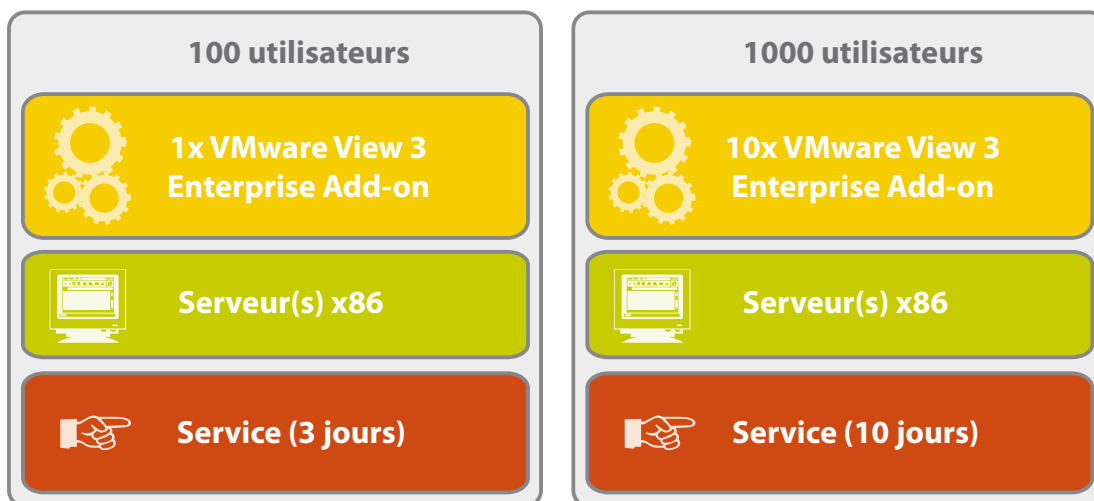 100 utilisateurs
1x VMware View 3
Enterprise Add-on
Serveur(s) x86
Service (3 jours)
1000 utilisateurs
10x VMware View 3
Enterprise Add-on
Serveur(s) x86
Service (10 jours)